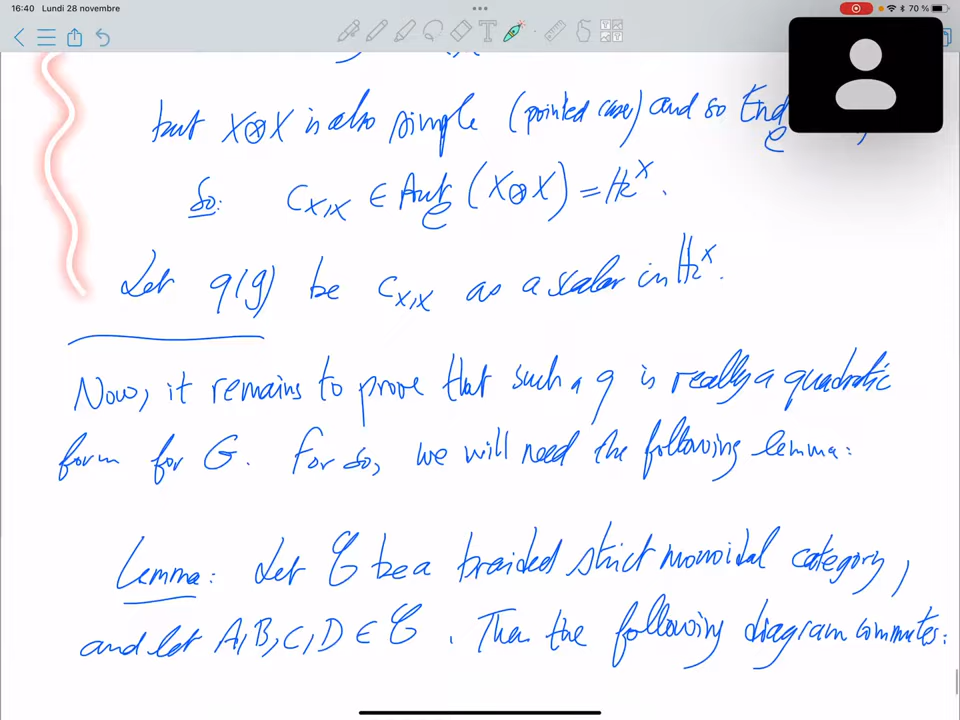 16:40 Lundi 28 novembre
70 %
but X⊗X is also simple (pointed case) and so End_C
So: c_{X,X} ∈ Aut_C (X⊗X) = k^×.
Let q(g) be c_{X,X} as a scalar in k^×.
Now, it remains to prove that such a q is really a quadratic
form for G. For so, we will need the following lemma:
Lemma: Let C be a braided strict monoidal category,
and let A, B, C, D ∈ C. Then the following diagram commutes: